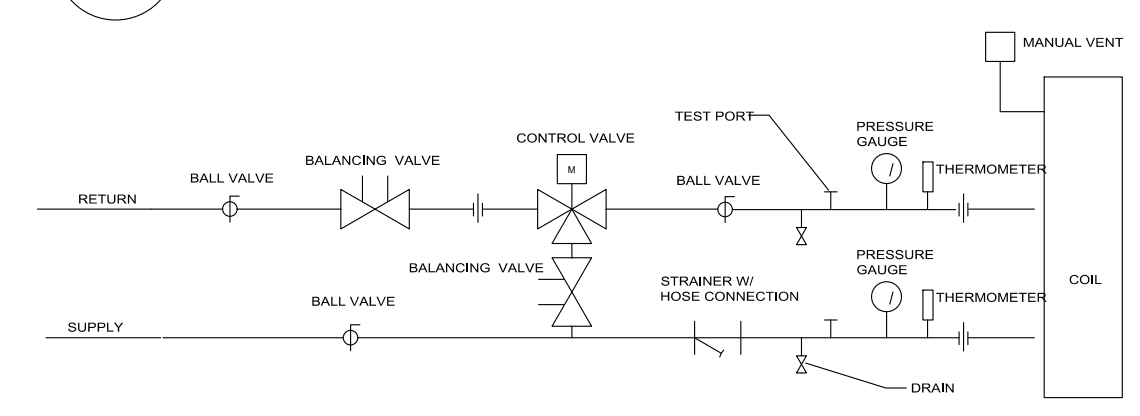 MANUAL VENT
TEST PORT
PRESSURE
GAUGE
CONTROL VALVE
BALANCING VALVE
M
THERMOMETER
BALL VALVE
BALL VALVE
RETURN
PRESSURE
GAUGE
BALANCING VALVE
STRAINER W/
HOSE CONNECTION
COIL
THERMOMETER
BALL VALVE
SUPPLY
DRAIN